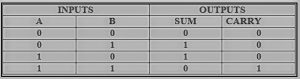 INPUTS OUTPUTS
A B SUM CARRY
0 0 0 0
0 1 1 0
1 0 1 0
1 1 0 1